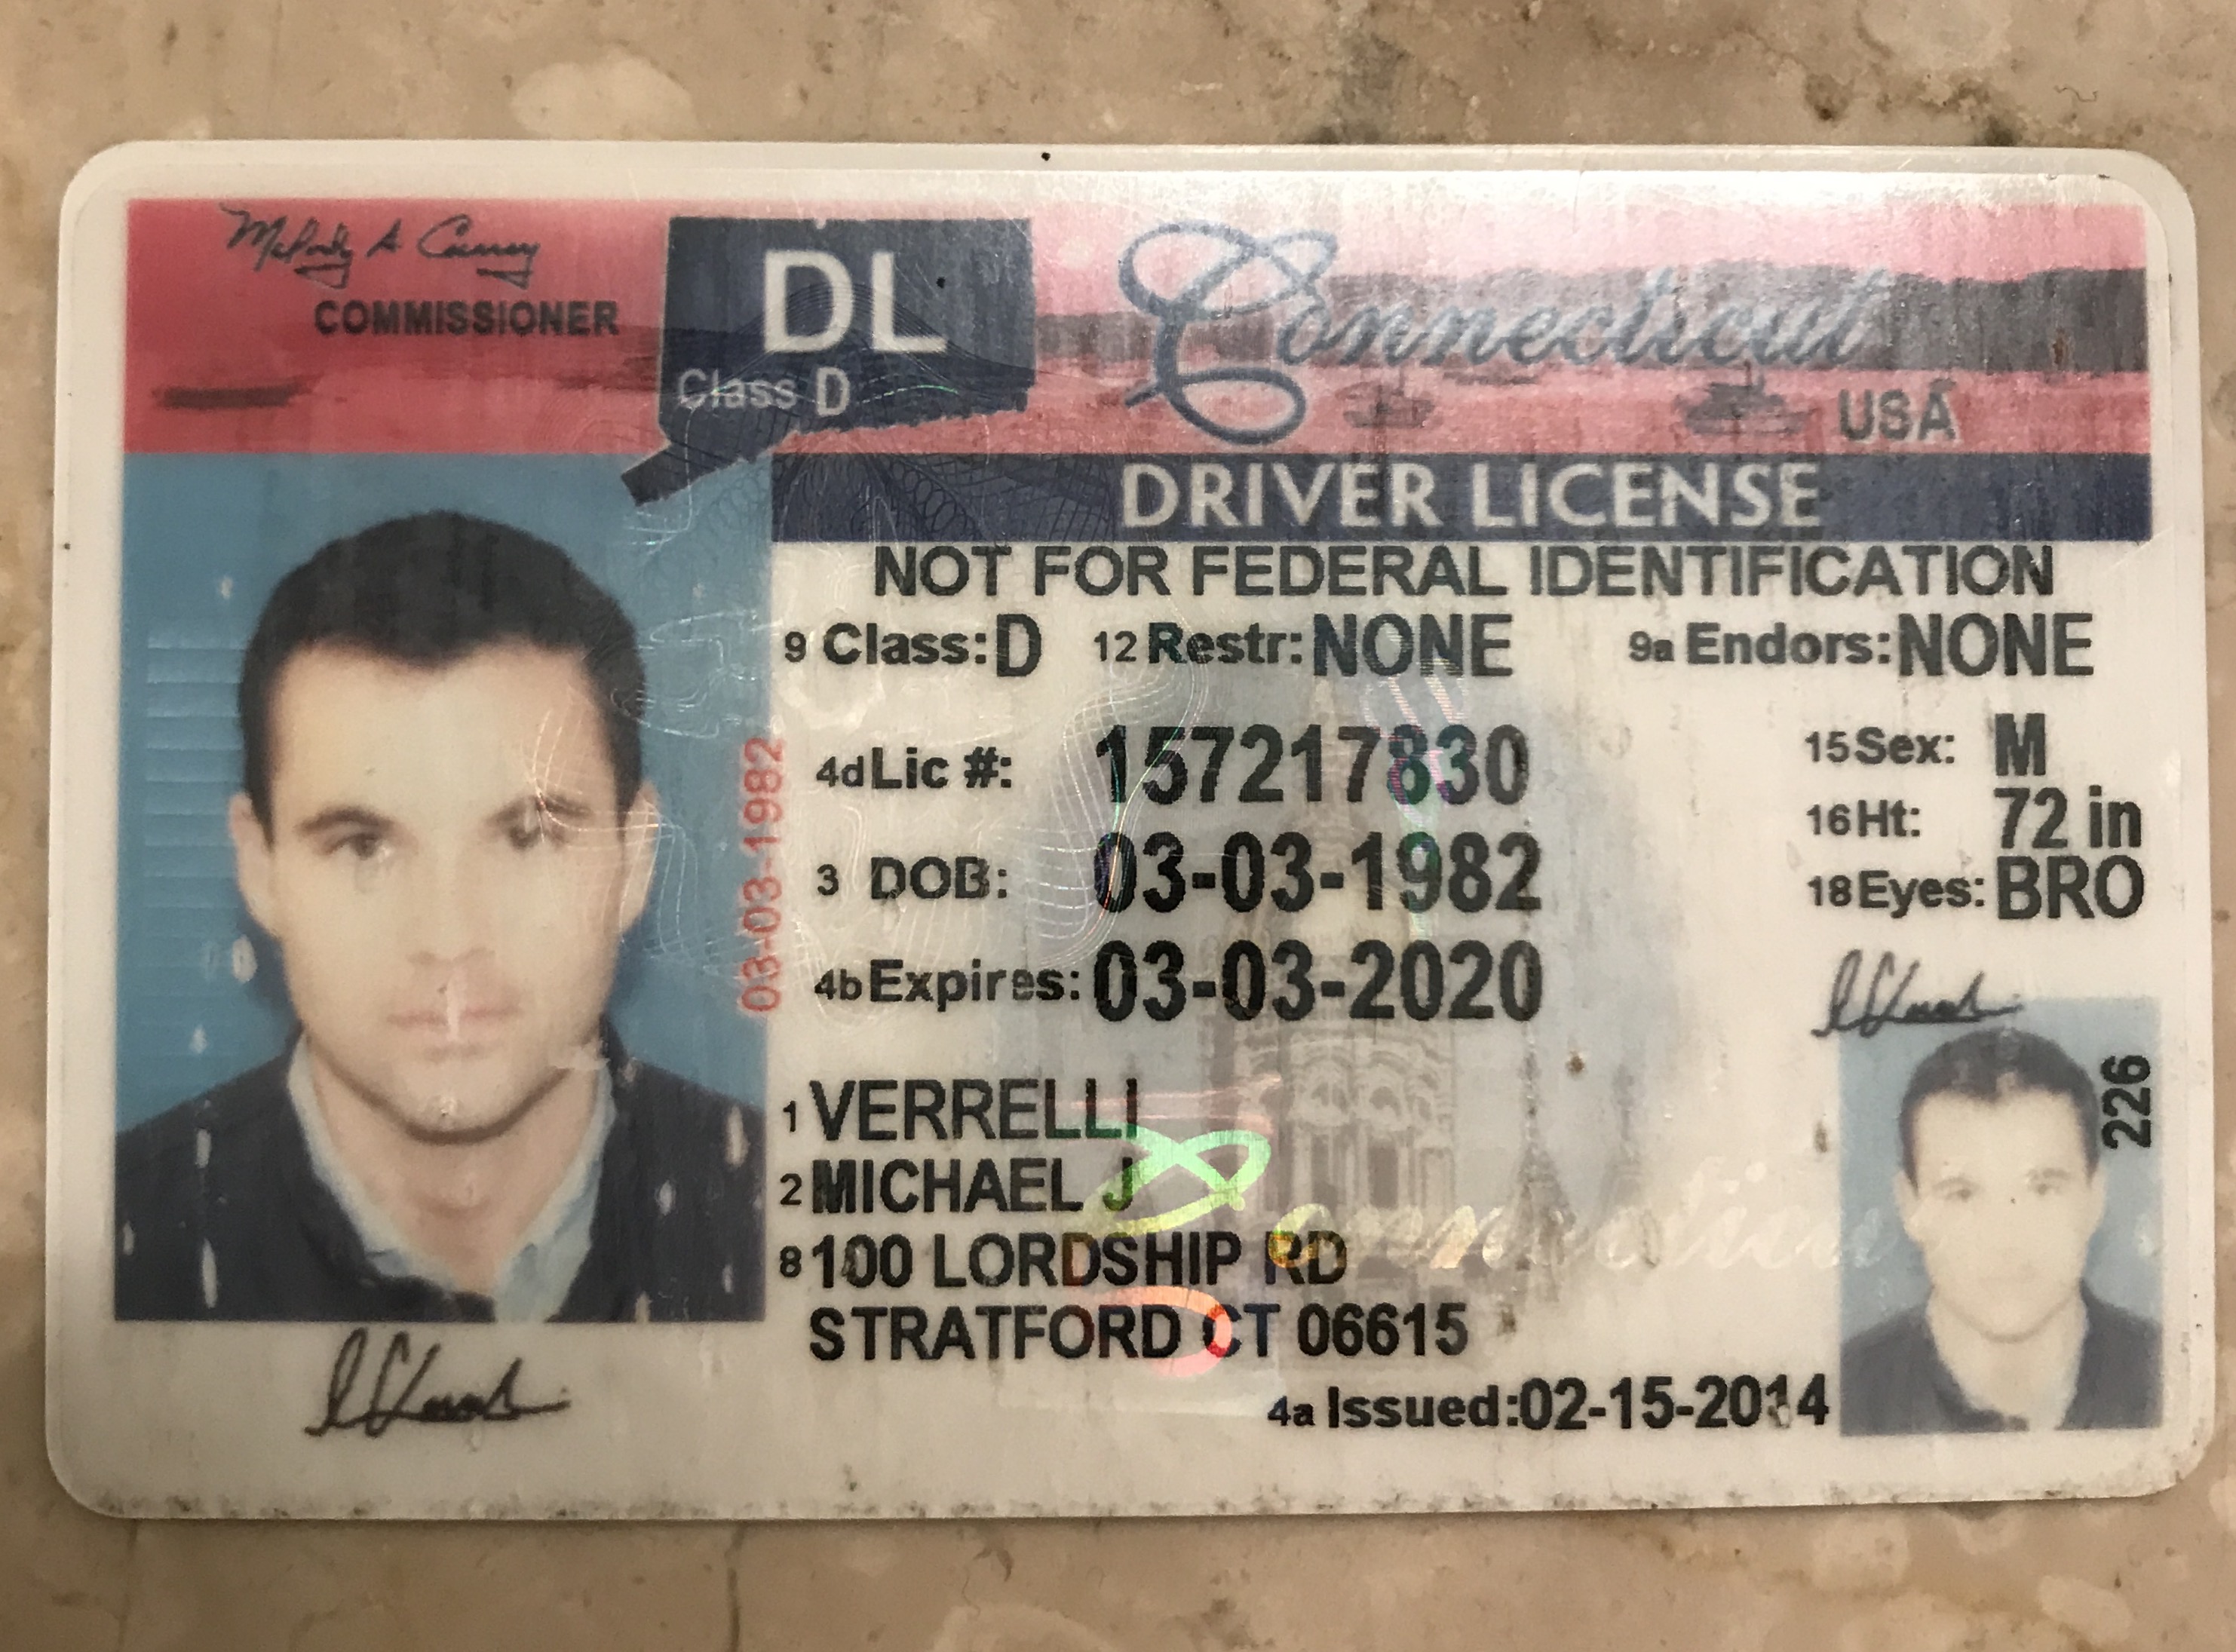 Melody A Currey
COMMISSIONER
DL
Class D
Connecticut
USA
DRIVER LICENSE
NOT FOR FEDERAL IDENTIFICATION
9 Class: D 12 Restr: NONE 9a Endors: NONE
4d Lic #: 157217830
15 Sex: M
16 Ht: 72 in
3 DOB: 03-03-1982
18 Eyes: BRO
4b Expires: 03-03-2020
03-03-1982
1 VERRELLI
2 MICHAEL J
8 100 LORDSHIP RD
STRATFORD CT 06615
Connecticut
226
4a Issued: 02-15-2014